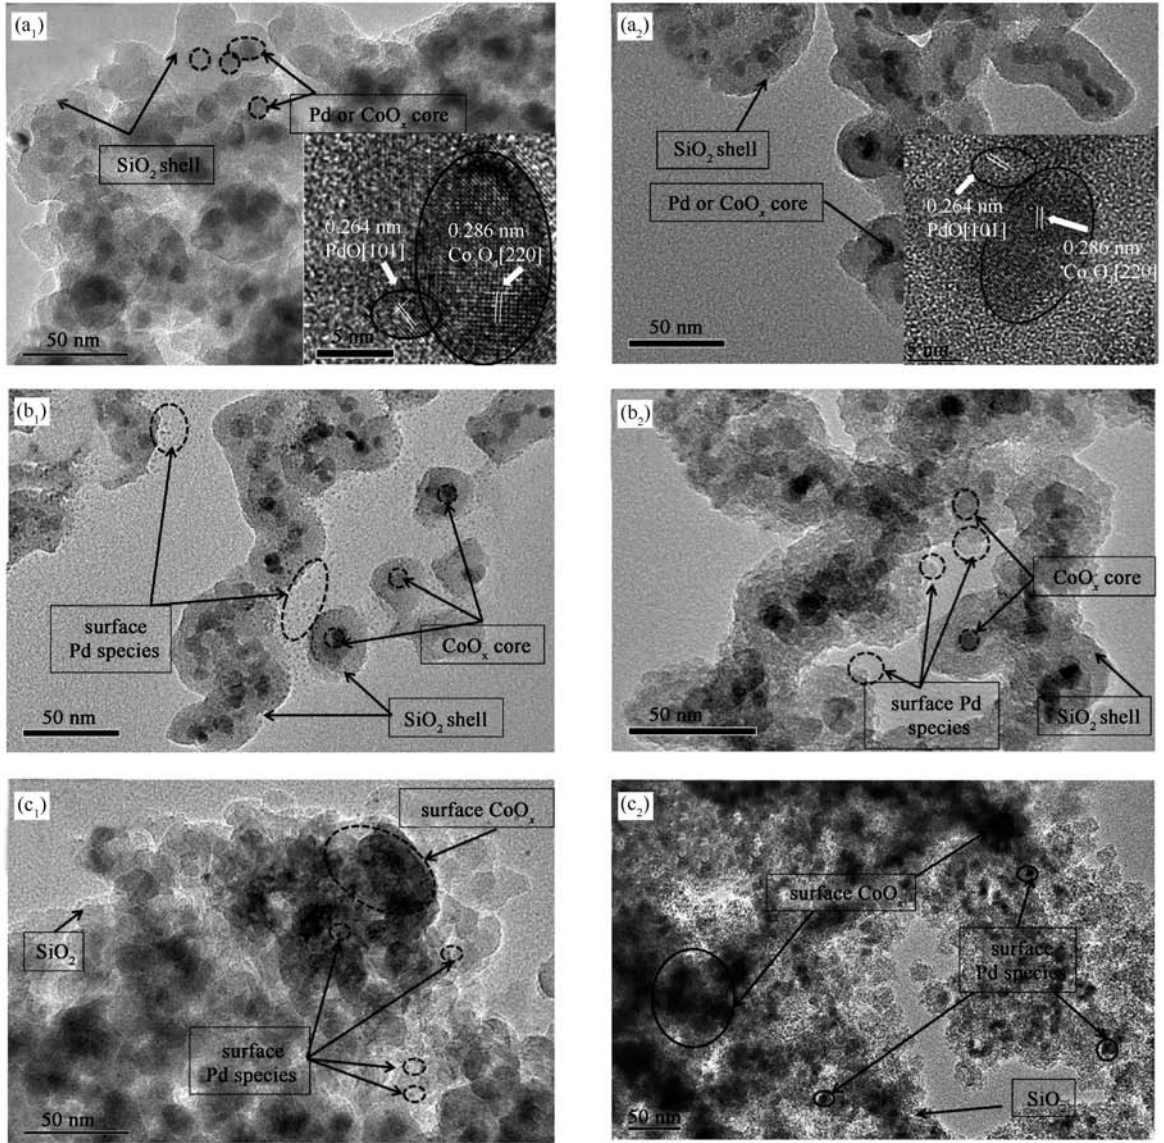 (a₁)
Pd or CoOₓ core
SiO₂ shell
0.264 nm
PdO[101]
0.286 nm
Co₃O₄[220]
50 nm
5 nm
(a₂)
SiO₂ shell
Pd or CoOₓ core
0.264 nm
PdO[101]
0.286 nm
Co₃O₄[220]
50 nm
5 nm
(b₁)
surface
Pd species
CoOₓ core
SiO₂ shell
50 nm
(b₂)
CoOₓ core
surface Pd
species
SiO₂ shell
50 nm
(c₁)
surface CoOₓ
SiO₂
surface
Pd species
50 nm
(c₂)
surface CoOₓ
surface
Pd species
SiO₂
50 nm